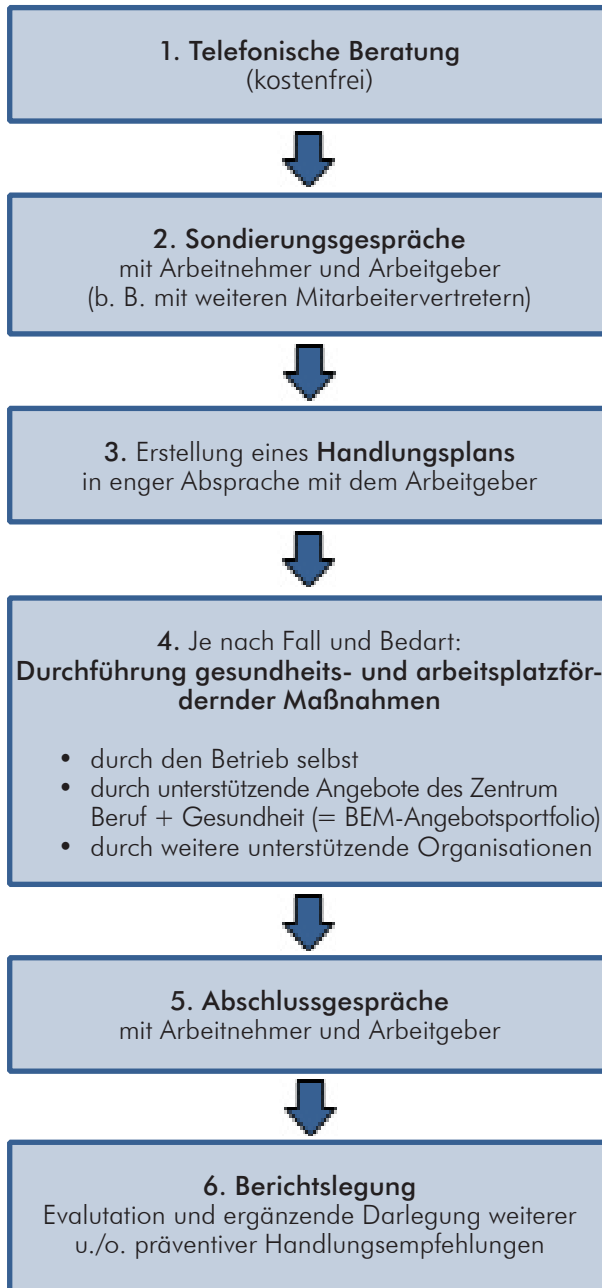 1. Telefonische Beratung
(kostenfrei)
2. Sondierungsgespräche
mit Arbeitnehmer und Arbeitgeber
(b. B. mit weiteren Mitarbeitervertretern)
3. Erstellung eines Handlungsplans
in enger Absprache mit dem Arbeitgeber
4. Je nach Fall und Bedart:
Durchführung gesundheits- und arbeitsplatzför-
dernder Maßnahmen
• durch den Betrieb selbst
• durch unterstützende Angebote des Zentrum
Beruf + Gesundheit (= BEM-Angebotsportfolio)
• durch weitere unterstützende Organisationen
5. Abschlussgespräche
mit Arbeitnehmer und Arbeitgeber
6. Berichtslegung
Evalutation und ergänzende Darlegung weiterer
u./o. präventiver Handlungsempfehlungen